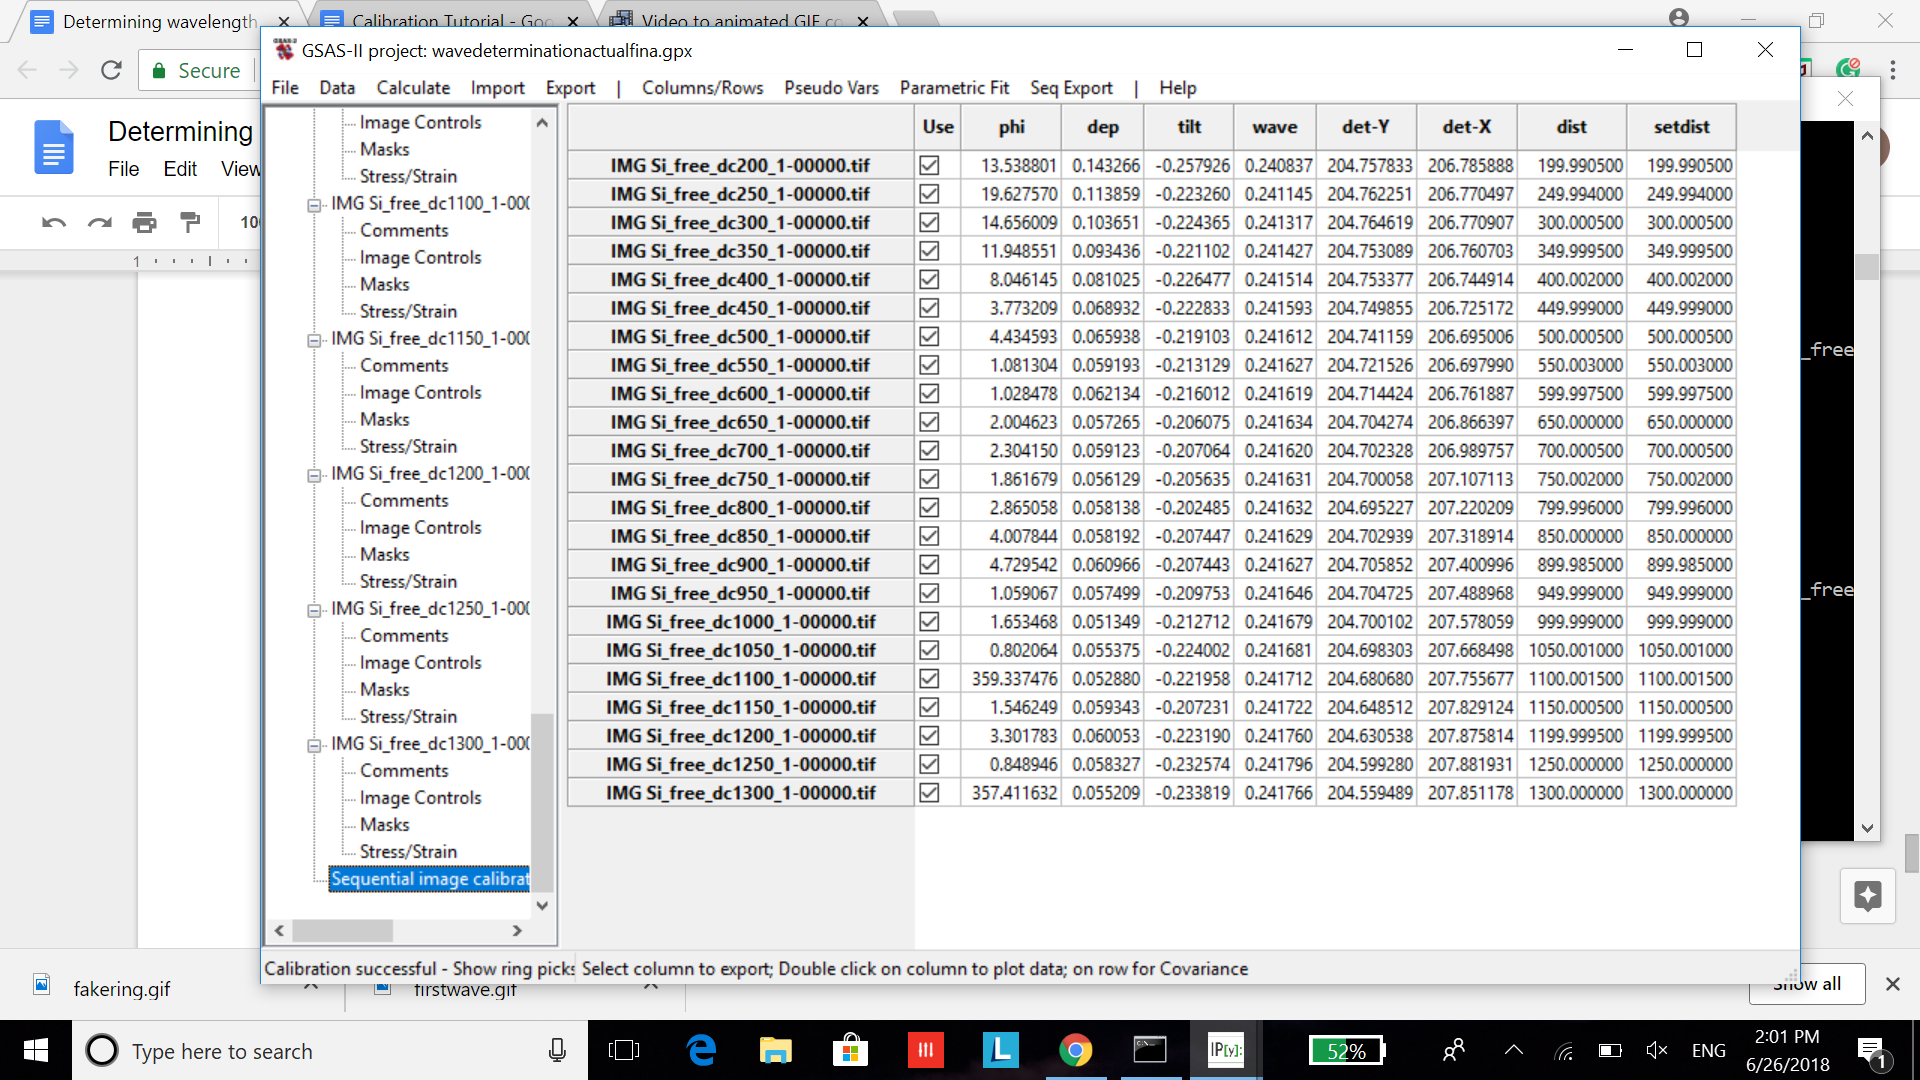 Determining wavelength
Calibration Tutorial - Goo
Video to animated GIF co
Secure
Determining
File Edit View
100
1
GSAS-II project: wavedeterminationactualfina.gpx
File Data Calculate Import Export | Columns/Rows Pseudo Vars Parametric Fit Seq Export | Help
Image Controls
Masks
Stress/Strain
IMG Si_free_dc1100_1-000
Comments
Image Controls
Masks
Stress/Strain
IMG Si_free_dc1150_1-000
Comments
Image Controls
Masks
Stress/Strain
IMG Si_free_dc1200_1-000
Comments
Image Controls
Masks
Stress/Strain
IMG Si_free_dc1250_1-000
Comments
Image Controls
Masks
Stress/Strain
IMG Si_free_dc1300_1-000
Comments
Image Controls
Masks
Stress/Strain
Sequential image calibrat
Use phi dep tilt wave det-Y det-X dist setdist
IMG Si_free_dc200_1-00000.tif 13.538801 0.143266 -0.257926 0.240837 204.757833 206.785888 199.990500 199.990500
IMG Si_free_dc250_1-00000.tif 19.627570 0.113859 -0.223260 0.241145 204.762251 206.770497 249.994000 249.994000
IMG Si_free_dc300_1-00000.tif 14.656009 0.103651 -0.224365 0.241317 204.764619 206.770907 300.000500 300.000500
IMG Si_free_dc350_1-00000.tif 11.948551 0.093436 -0.221102 0.241427 204.753089 206.760703 349.999500 349.999500
IMG Si_free_dc400_1-00000.tif 8.046145 0.081025 -0.226477 0.241514 204.753377 206.744914 400.002000 400.002000
IMG Si_free_dc450_1-00000.tif 3.773209 0.068932 -0.222833 0.241593 204.749855 206.725172 449.999000 449.999000
IMG Si_free_dc500_1-00000.tif 4.434593 0.065938 -0.219103 0.241612 204.741159 206.695006 500.000500 500.000500
IMG Si_free_dc550_1-00000.tif 1.081304 0.059193 -0.213129 0.241627 204.721526 206.697990 550.003000 550.003000
IMG Si_free_dc600_1-00000.tif 1.028478 0.062134 -0.216012 0.241619 204.714424 206.761887 599.997500 599.997500
IMG Si_free_dc650_1-00000.tif 2.004623 0.057265 -0.206075 0.241634 204.704274 206.866397 650.000000 650.000000
IMG Si_free_dc700_1-00000.tif 2.304150 0.059123 -0.207064 0.241620 204.702328 206.989757 700.000500 700.000500
IMG Si_free_dc750_1-00000.tif 1.861679 0.056129 -0.205635 0.241631 204.700058 207.107113 750.002000 750.002000
IMG Si_free_dc800_1-00000.tif 2.865058 0.058138 -0.202485 0.241632 204.695227 207.220209 799.996000 799.996000
IMG Si_free_dc850_1-00000.tif 4.007844 0.058192 -0.207447 0.241629 204.702939 207.318914 850.000000 850.000000
IMG Si_free_dc900_1-00000.tif 4.729542 0.060966 -0.207443 0.241627 204.705852 207.400996 899.985000 899.985000
IMG Si_free_dc950_1-00000.tif 1.059067 0.057499 -0.209753 0.241646 204.704725 207.488968 949.999000 949.999000
IMG Si_free_dc1000_1-00000.tif 1.653468 0.051349 -0.212712 0.241679 204.700102 207.578059 999.999000 999.999000
IMG Si_free_dc1050_1-00000.tif 0.802064 0.055375 -0.224002 0.241681 204.698303 207.668498 1050.001000 1050.001000
IMG Si_free_dc1100_1-00000.tif 359.337476 0.052880 -0.221958 0.241712 204.680680 207.755677 1100.001500 1100.001500
IMG Si_free_dc1150_1-00000.tif 1.546249 0.059343 -0.207231 0.241722 204.648512 207.829124 1150.000500 1150.000500
IMG Si_free_dc1200_1-00000.tif 3.301783 0.060053 -0.223190 0.241760 204.630538 207.875814 1199.999500 1199.999500
IMG Si_free_dc1250_1-00000.tif 0.848946 0.058327 -0.232574 0.241796 204.599280 207.881931 1250.000000 1250.000000
IMG Si_free_dc1300_1-00000.tif 357.411632 0.055209 -0.233819 0.241766 204.559489 207.851178 1300.000000 1300.000000
_free
_free
Calibration successful - Show ring picks Select column to export; Double click on column to plot data; on row for Covariance
fakering.gif
firstwave.gif
Show all
Type here to search
L
IP[y]:
52%
ENG
2:01 PM
6/26/2018
1